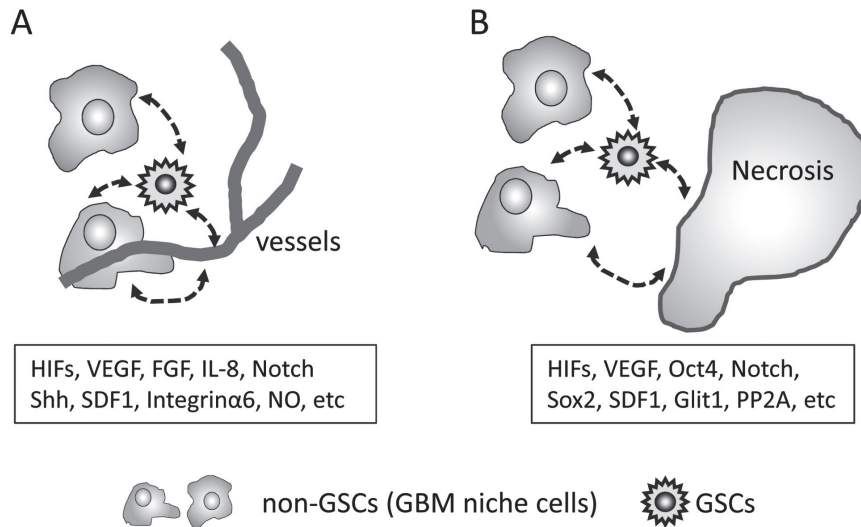 A
B
vessels
Necrosis
HIFs, VEGF, FGF, IL-8, Notch
Shh, SDF1, Integrinα6, NO, etc
HIFs, VEGF, Oct4, Notch,
Sox2, SDF1, Glit1, PP2A, etc
non-GSCs (GBM niche cells)
GSCs